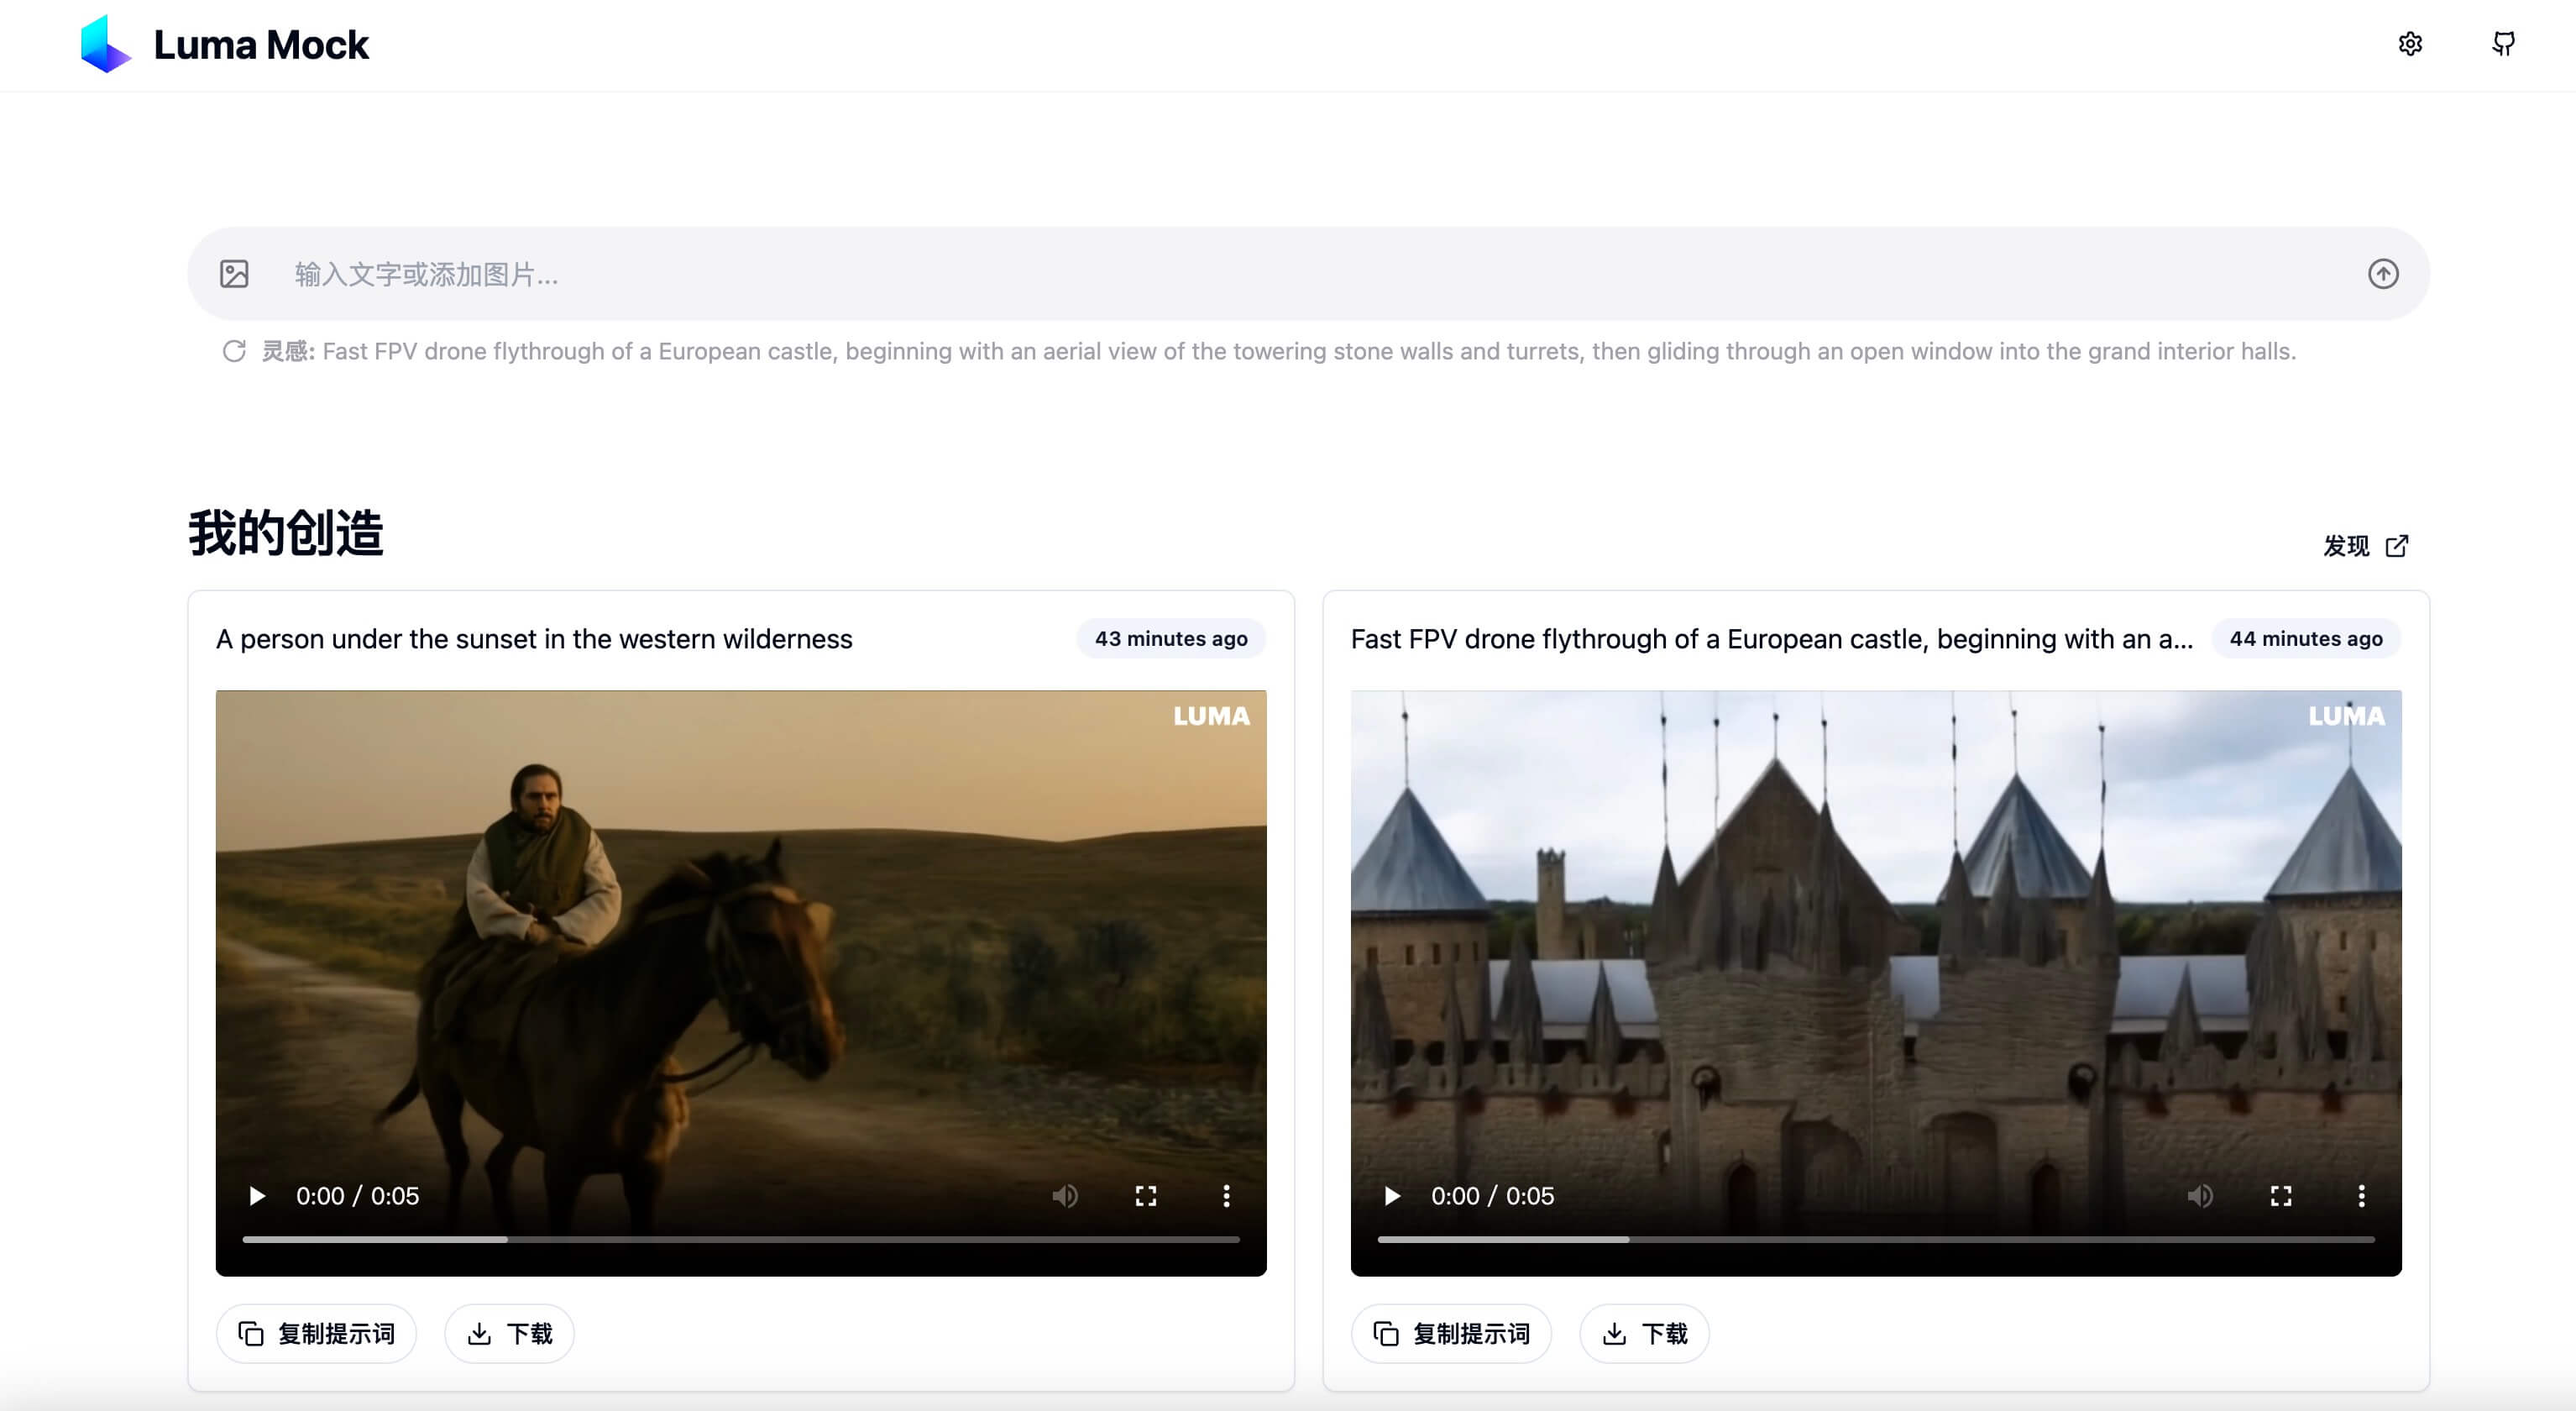 Luma Mock
输入文字或添加图片...
灵感: Fast FPV drone flythrough of a European castle, beginning with an aerial view of the towering stone walls and turrets, then gliding through an open window into the grand interior halls.
我的创造
发现
A person under the sunset in the western wilderness
43 minutes ago
LUMA
0:00 / 0:05
复制提示词
下载
Fast FPV drone flythrough of a European castle, beginning with an a...
44 minutes ago
LUMA
0:00 / 0:05
复制提示词
下载